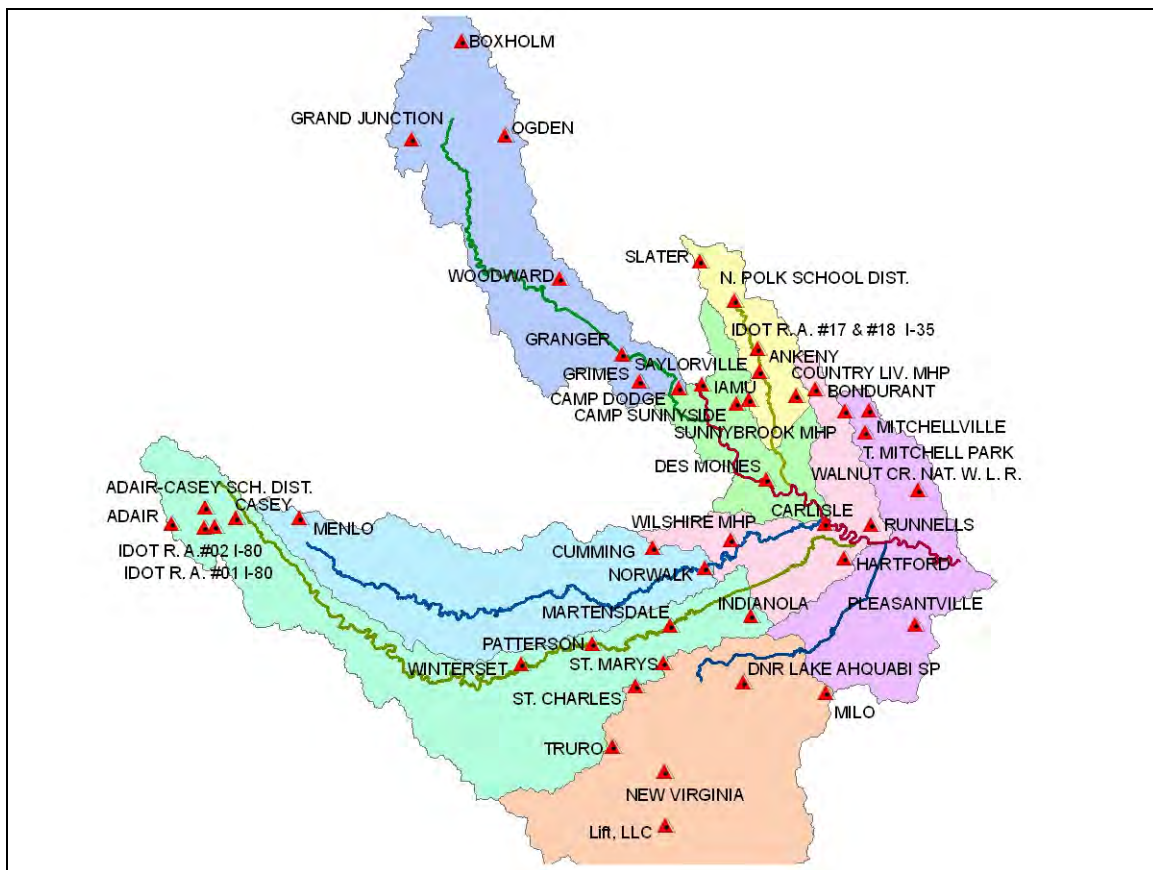 BOXHOLM
GRAND JUNCTION
OGDEN
SLATER
N. POLK SCHOOL DIST.
WOODWARD
IDOT R. A. #17 & #18 I-35
GRANGER
SAYLORVILLE
ANKENY
GRIMES
COUNTRY LIV. MHP
IAMU
BONDURANT
CAMP DODGE
CAMP SUNNYSIDE
MITCHELLVILLE
SUNNYBROOK MHP
T. MITCHELL PARK
DES MOINES
WALNUT CR. NAT. W. L. R.
ADAIR-CASEY SCH. DIST.
CASEY
CARLISLE
ADAIR
MENLO
WILSHIRE MHP
RUNNELLS
IDOT R. A.#02 I-80
CUMMING
IDOT R. A. #01 I-80
NORWALK
HARTFORD
MARTENSDALE
INDIANOLA
PLEASANTVILLE
PATTERSON
WINTERSET
ST. MARYS
DNR LAKE AHQUABI SP
ST. CHARLES
MILO
TRURO
NEW VIRGINIA
Lift, LLC